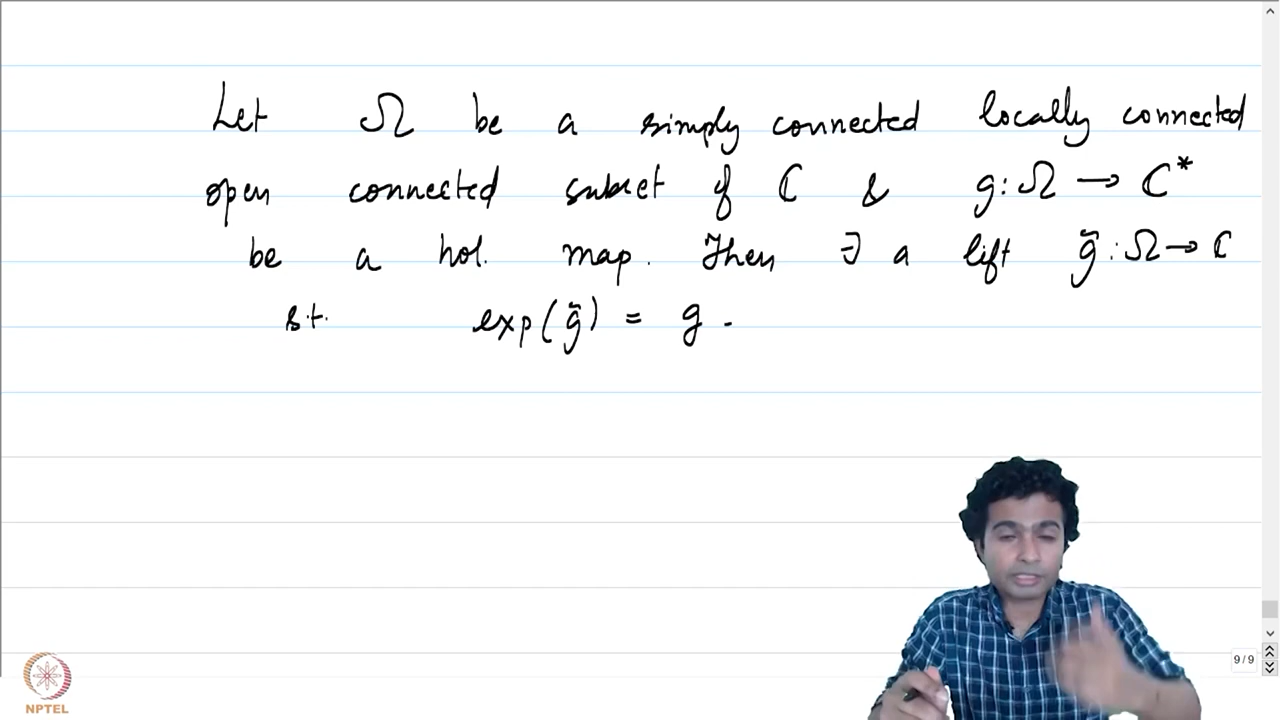 Let Ω be a simply connected locally connected
open connected subset of ℂ & g: Ω → ℂ*
be a hol. map. Then ∃ a lift g̃: Ω → ℂ
s.t. exp(g̃) = g.
9/9
NPTEL